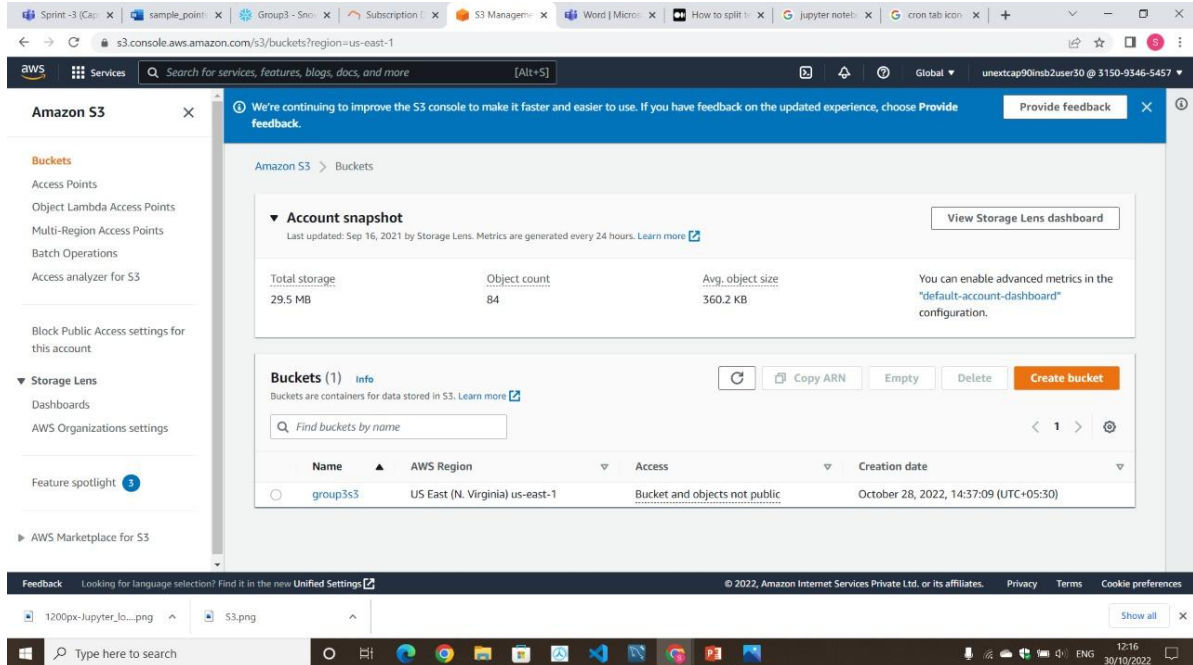 Sprint -3 (Cap
sample_point
Group3 - Sno
Subscription D
S3 Manageme
Word | Micros
How to split te
jupyter noteb
cron tab icon
s3.console.aws.amazon.com/s3/buckets?region=us-east-1
S
aws
Services
Search for services, features, blogs, docs, and more
[Alt+S]
Global
unextcap90insb2user30 @ 3150-9346-5457
Amazon S3
Buckets
Access Points
Object Lambda Access Points
Multi-Region Access Points
Batch Operations
Access analyzer for S3
Block Public Access settings for
this account
Storage Lens
Dashboards
AWS Organizations settings
Feature spotlight 3
AWS Marketplace for S3
We're continuing to improve the S3 console to make it faster and easier to use. If you have feedback on the updated experience, choose Provide
feedback.
Provide feedback
Amazon S3 > Buckets
Account snapshot
Last updated: Sep 16, 2021 by Storage Lens. Metrics are generated every 24 hours. Learn more
View Storage Lens dashboard
Total storage
29.5 MB
Object count
84
Avg. object size
360.2 KB
You can enable advanced metrics in the
"default-account-dashboard"
configuration.
Buckets (1) Info
Buckets are containers for data stored in S3. Learn more
Copy ARN
Empty
Delete
Create bucket
Find buckets by name
1
Name AWS Region Access Creation date
group3s3 US East (N. Virginia) us-east-1 Bucket and objects not public October 28, 2022, 14:37:09 (UTC+05:30)
Feedback Looking for language selection? Find it in the new Unified Settings
© 2022, Amazon Internet Services Private Ltd. or its affiliates. Privacy Terms Cookie preferences
1200px-Jupyter_lo....png
S3.png
Show all
Type here to search
ENG
12:16
30/10/2022